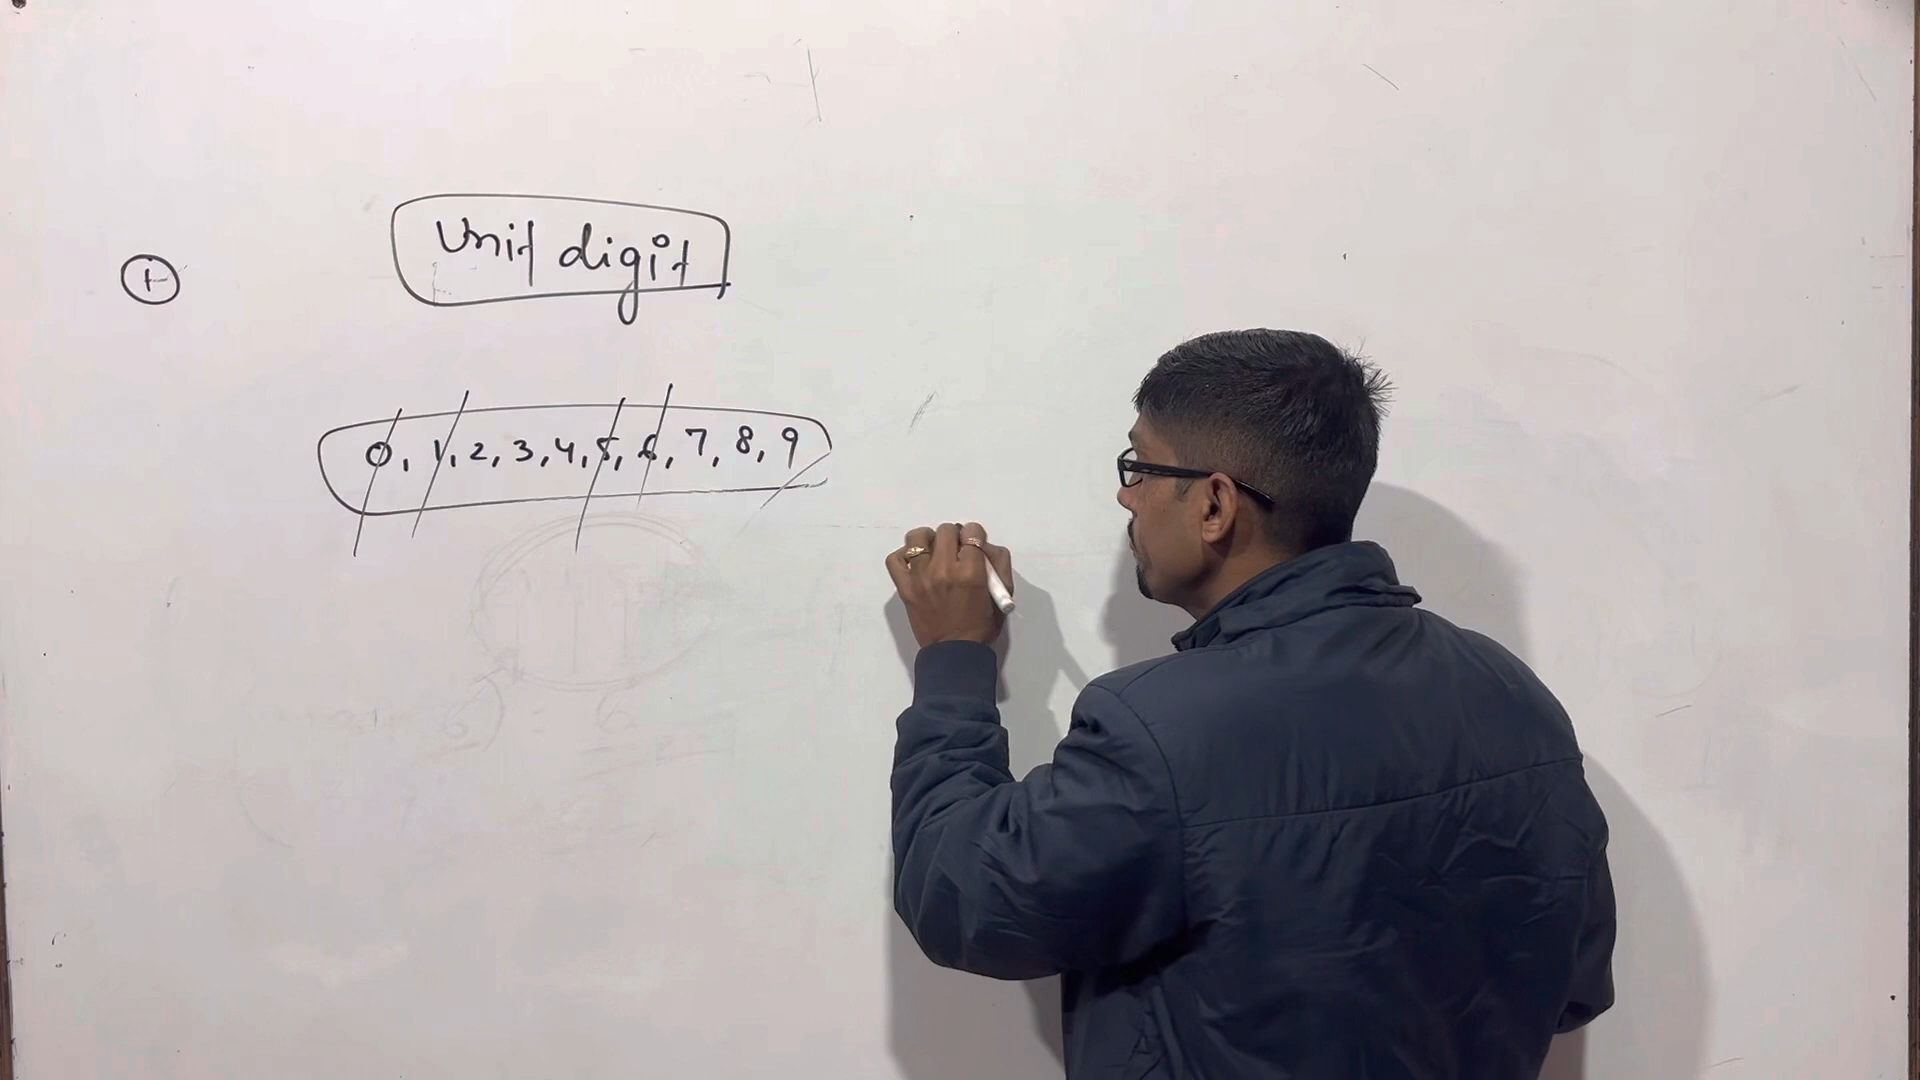 Unit digit
①
0, 1, 2, 3, 4, 5, 6, 7, 8, 9